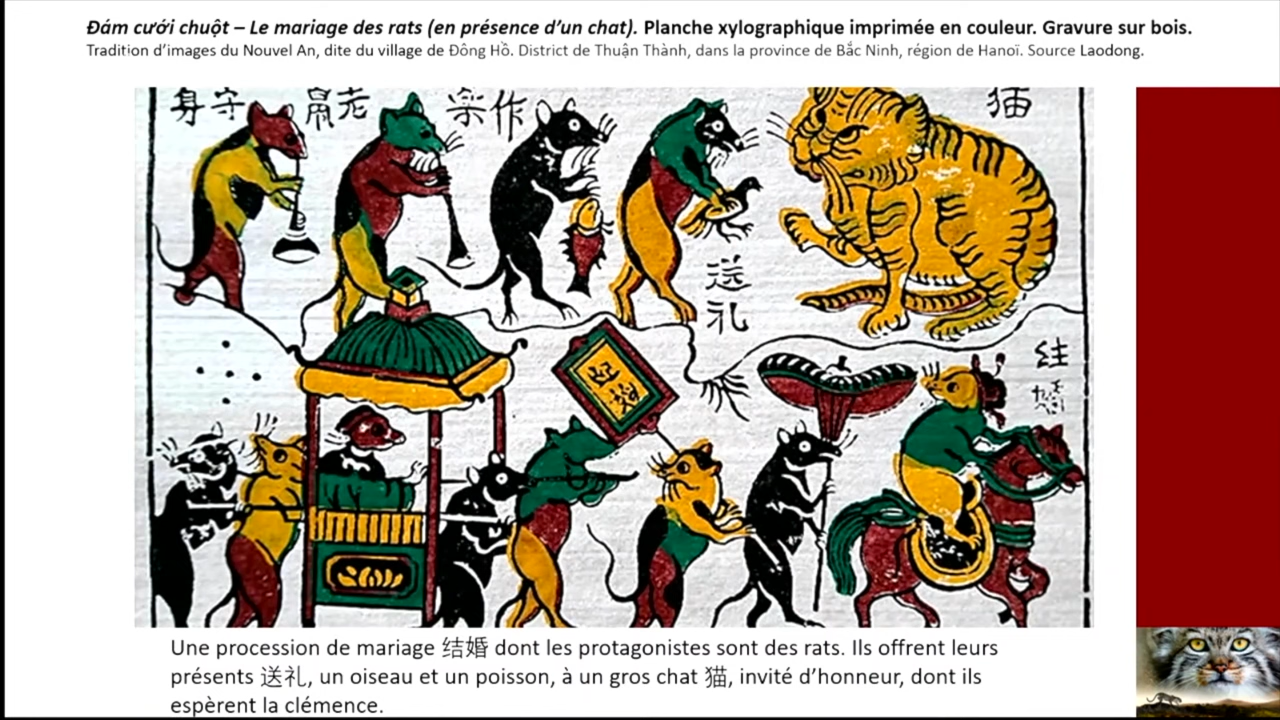 Đám cưới chuột – Le mariage des rats (en présence d’un chat). Planche xylographique imprimée en couleur. Gravure sur bois.
Tradition d’images du Nouvel An, dite du village de Đông Hồ. District de Thuận Thành, dans la province de Bắc Ninh, région de Hanoï. Source Laodong.
身守
鼠老
楽作
猫
送
礼
Une procession de mariage 结婚 dont les protagonistes sont des rats. Ils offrent leurs
présents 送礼, un oiseau et un poisson, à un gros chat 猫, invité d’honneur, dont ils
espèrent la clémence.